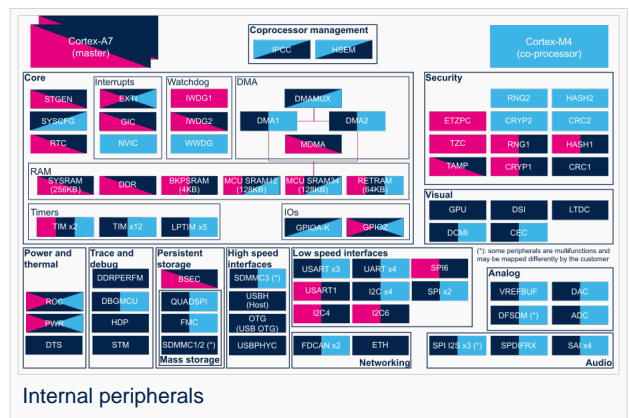 Cortex-A7
(master)
Coprocessor management
IPCC
HSEM
Cortex-M4
(co-processor)
Core
STGEN
SYSCFG
RTC
Interrupts
EXTI
GIC
NVIC
Watchdog
IWDG1
IWDG2
WWDG
DMA
DMAMUX
DMA1
DMA2
MDMA
Security
RNG2
HASH2
ETZPC
CRYP2
CRC2
TZC
RNG1
HASH1
TAMP
CRYP1
CRC1
RAM
SYSRAM
(256KB)
DDR
BKPSRAM
(4KB)
MCU SRAM12
(128KB)
MCU SRAM34
(128KB)
RETRAM
(64KB)
Timers
TIM x2
TIM x12
LPTIM x5
IOs
GPIOA-K
GPIOZ
Visual
GPU
DSI
LTDC
DCMI
CEC
(*): some peripherals are multifunctions and
may be mapped differently by the customer
Power and
thermal
RCC
PWR
DTS
Trace and
debug
DDRPERFM
DBGMCU
HDP
STM
Persistent
storage
BSEC
QUADSPI
FMC
SDMMC1/2 (*)
Mass storage
High speed
interfaces
SDMMC3 (*)
USBH
(Host)
OTG
(USB OTG)
USBPHYC
Low speed interfaces
USART x3
UART x4
SPI6
USART1
I2C x4
SPI x2
I2C4
I2C6
FDCAN x2
ETH
Networking
Analog
VREFBUF
DAC
DFSDM (*)
ADC
SPI I2S x3 (*)
SPDIFRX
SAI x4
Audio
Internal peripherals